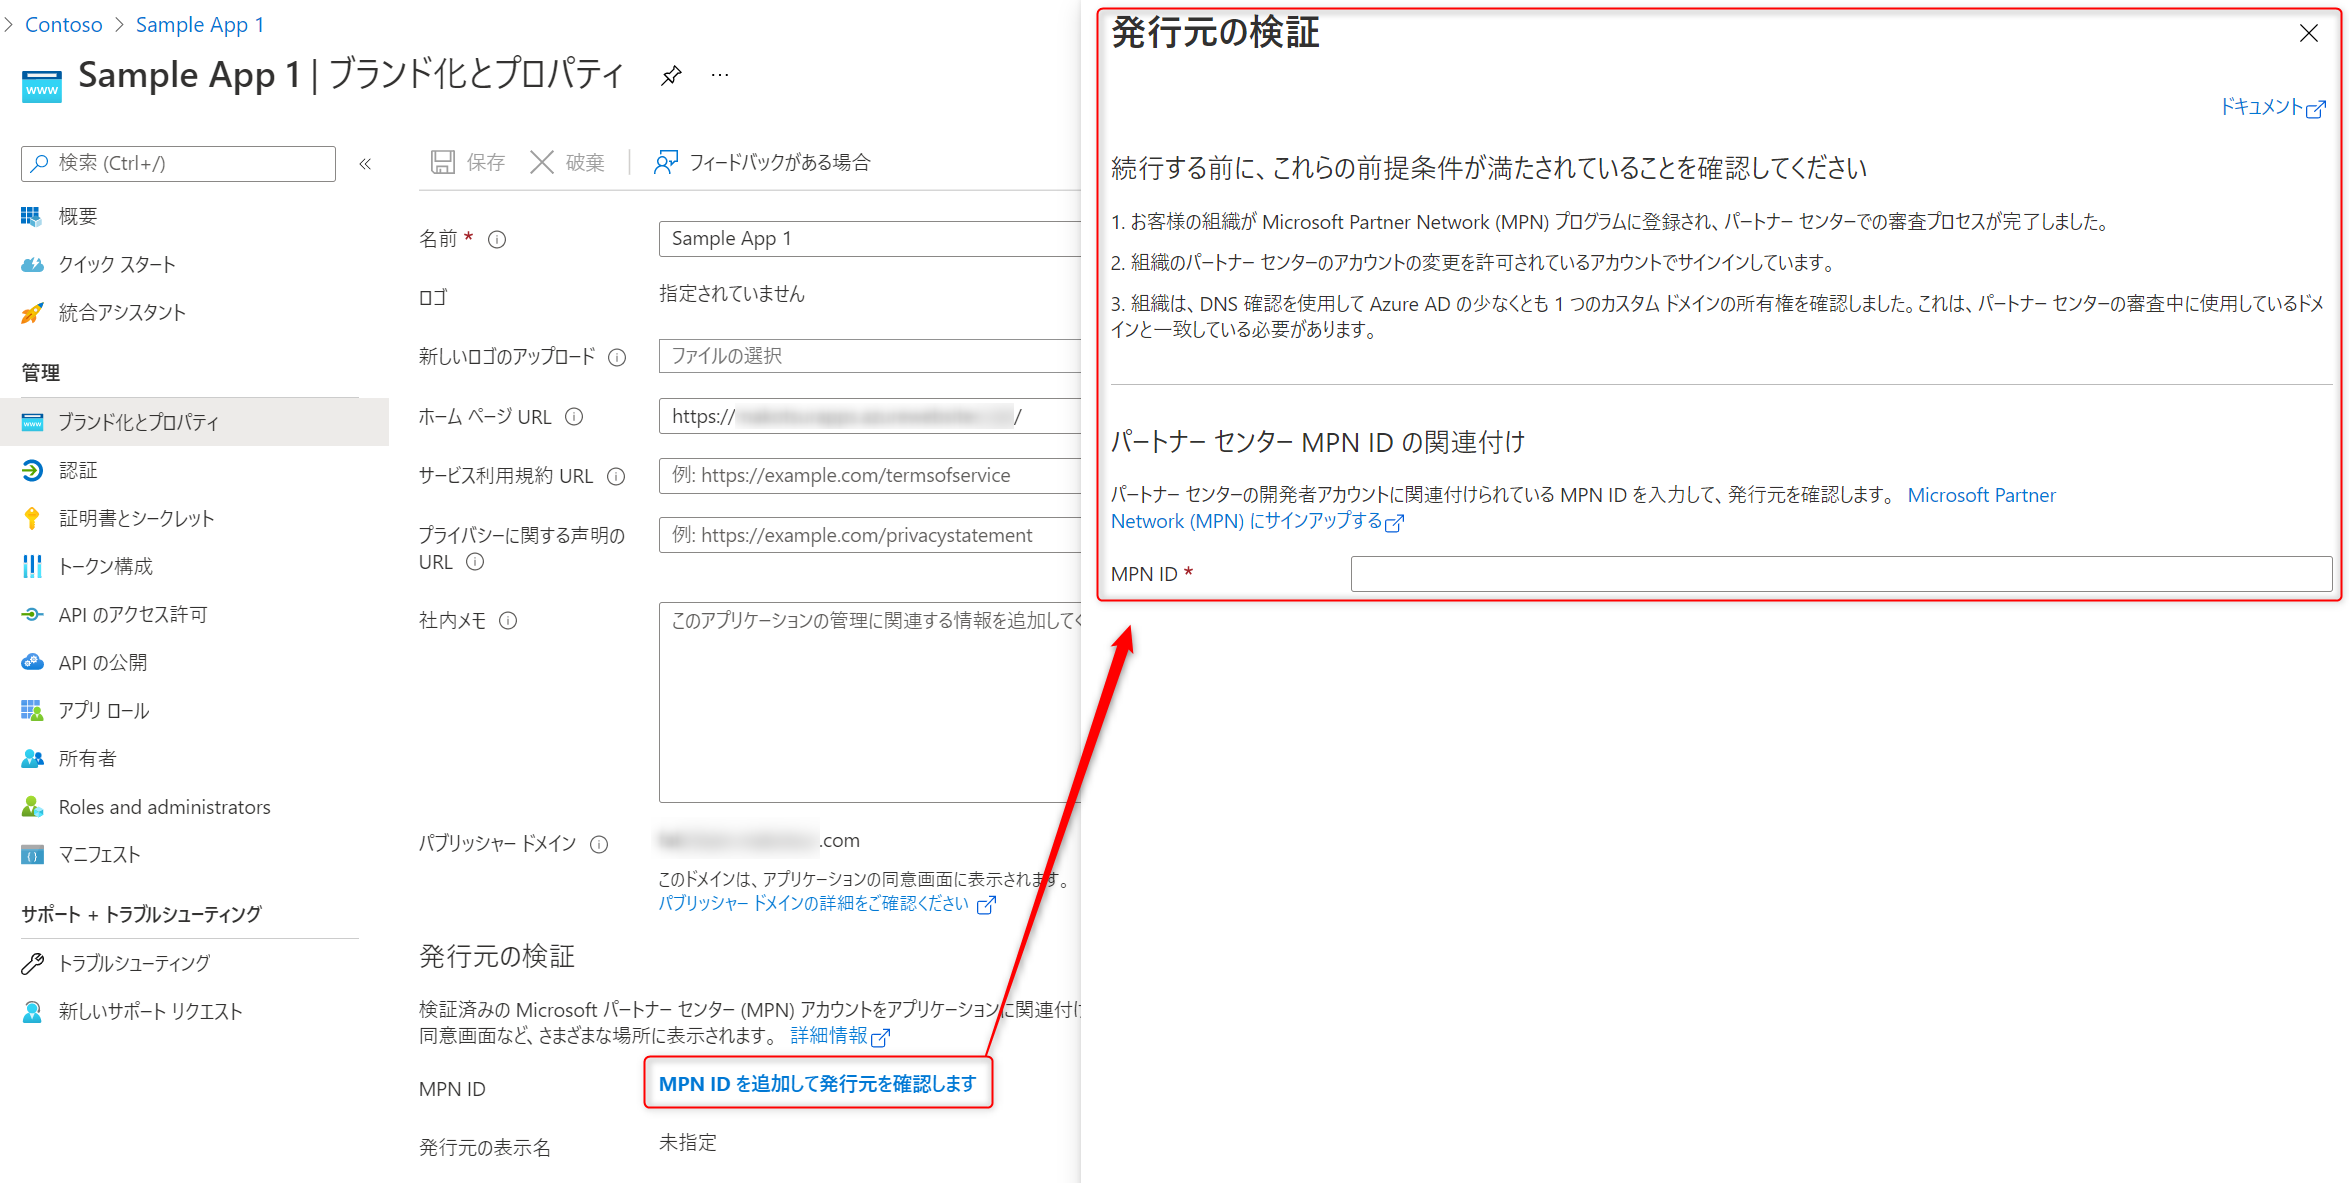 Contoso > Sample App 1
Sample App 1 | ブランド化とプロパティ
検索 (Ctrl+/)
概要
クイック スタート
統合アシスタント
管理
ブランド化とプロパティ
認証
証明書とシークレット
トークン構成
API のアクセス許可
API の公開
アプリ ロール
所有者
Roles and administrators
マニフェスト
サポート + トラブルシューティング
トラブルシューティング
新しいサポート リクエスト
保存 破棄 フィードバックがある場合
名前 * Sample App 1
ロゴ 指定されていません
新しいロゴのアップロード ファイルの選択
ホーム ページ URL https:// /
サービス利用規約 URL 例: https://example.com/termsofservice
プライバシーに関する声明の
URL
例: https://example.com/privacystatement
社内メモ このアプリケーションの管理に関連する情報を追加して
パブリッシャー ドメイン .com
このドメインは、アプリケーションの同意画面に表示されます。
パブリッシャー ドメインの詳細をご確認ください
発行元の検証
検証済みの Microsoft パートナー センター (MPN) アカウントをアプリケーションに関連付
同意画面など、さまざまな場所に表示されます。 詳細情報
MPN ID MPN ID を追加して発行元を確認します
発行元の表示名 未指定
発行元の検証
ドキュメント
続行する前に、これらの前提条件が満たされていることを確認してください
1. お客様の組織が Microsoft Partner Network (MPN) プログラムに登録され、パートナー センターでの審査プロセスが完了しました。
2. 組織のパートナー センターのアカウントの変更を許可されているアカウントでサインインしています。
3. 組織は、DNS 確認を使用して Azure AD の少なくとも 1 つのカスタム ドメインの所有権を確認しました。これは、パートナー センターの審査中に使用しているドメ
インと一致している必要があります。
パートナー センター MPN ID の関連付け
パートナー センターの開発者アカウントに関連付けられている MPN ID を入力して、発行元を確認します。 Microsoft Partner
Network (MPN) にサインアップする
MPN ID *